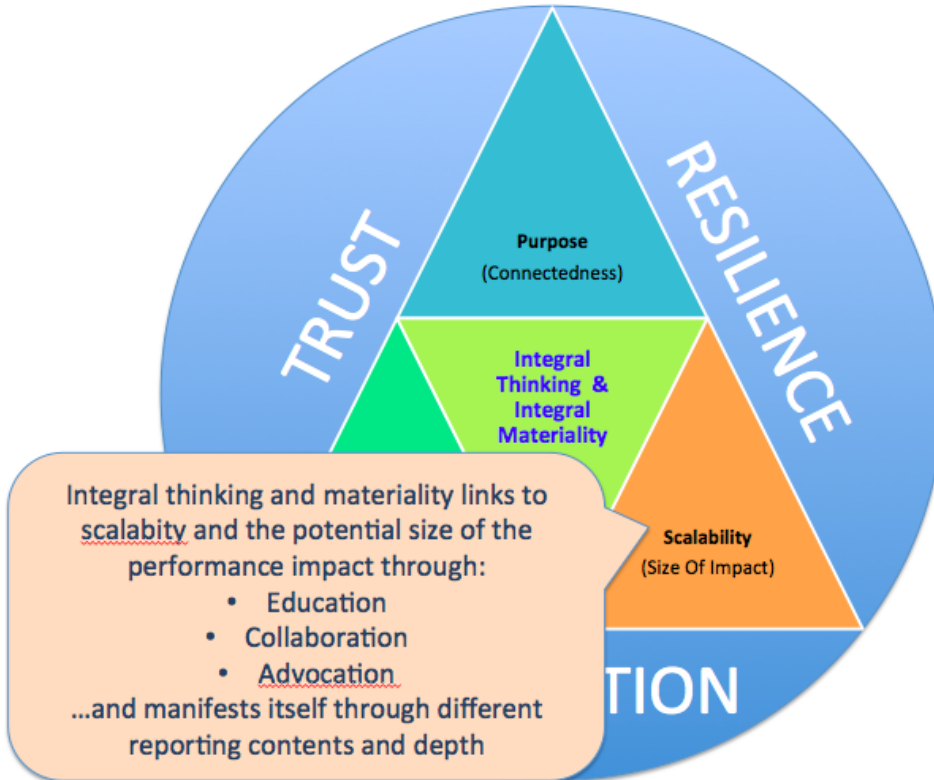 TRUST
RESILIENCE
Purpose
(Connectedness)
Integral
Thinking &
Integral
Materiality
Scalability
(Size Of Impact)
Integral thinking and materiality links to
scalabity and the potential size of the
performance impact through:
• Education
• Collaboration
• Advocation
...and manifests itself through different
reporting contents and depth
TION